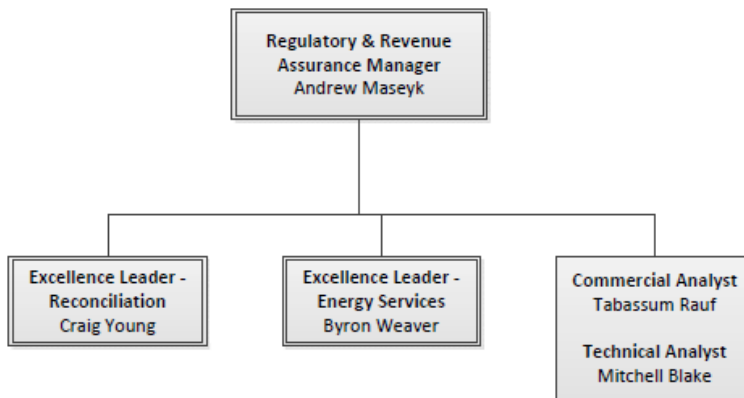 Regulatory & Revenue
Assurance Manager
Andrew Maseyk
Excellence Leader -
Reconciliation
Craig Young
Excellence Leader -
Energy Services
Byron Weaver
Commercial Analyst
Tabassum Rauf
Technical Analyst
Mitchell Blake